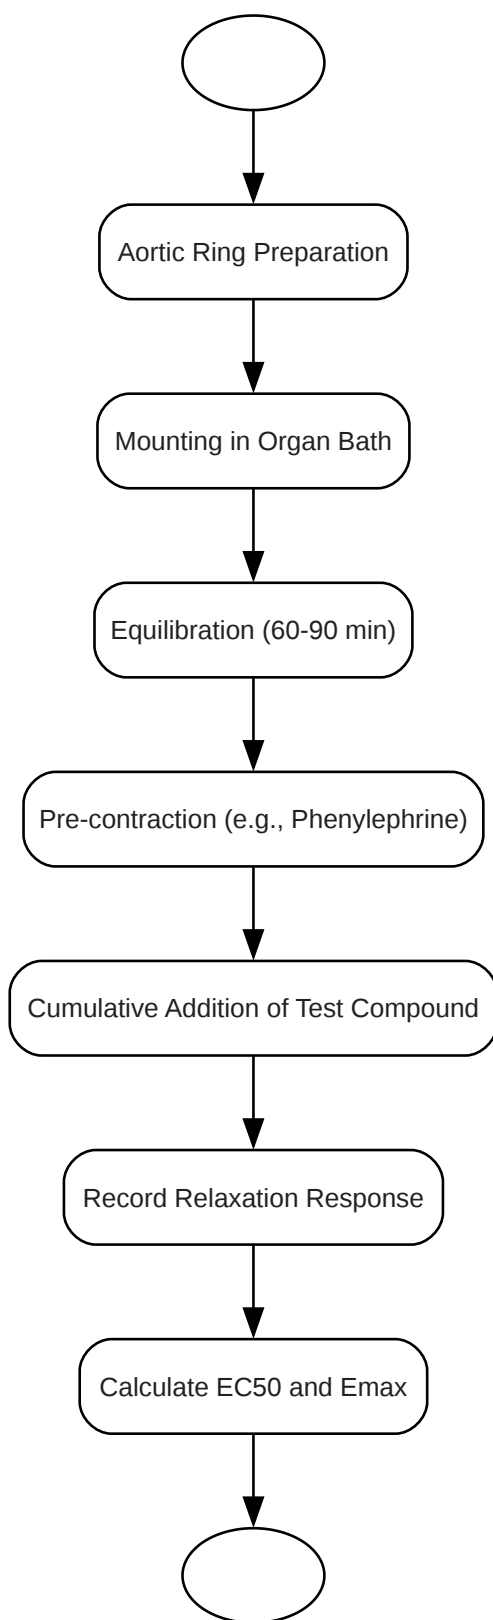 Aortic Ring Preparation
Mounting in Organ Bath
Equilibration (60-90 min)
Pre-contraction (e.g., Phenylephrine)
Cumulative Addition of Test Compound
Record Relaxation Response
Calculate EC50 and Emax